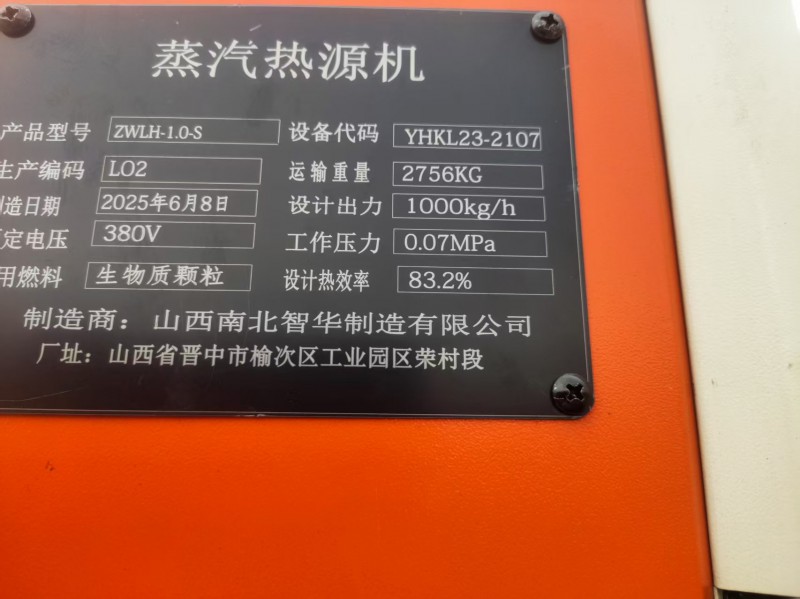 蒸汽热源机
产品型号 ZWLH-1.0-S 设备代码 YHKL23-2107
生产编码 LO2 运输重量 2756KG
制造日期 2025年6月8日 设计出力 1000kg/h
定电压 380V 工作压力 0.07MPa
用燃料 生物质颗粒 设计热效率 83.2%
制造商：山西南北智华制造有限公司
厂址：山西省晋中市榆次区工业园区荣村段